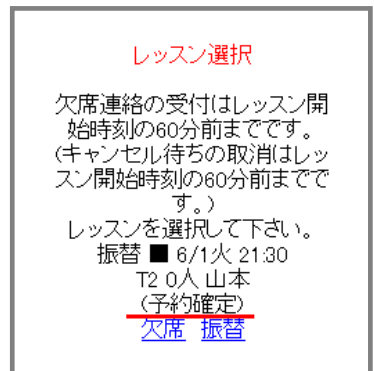 レッスン選択
欠席連絡の受付はレッスン開
始時刻の60分前までです。
(キャンセル待ちの取消はレッ
スン開始時刻の60分前までで
す。)
レッスンを選択して下さい。
振替 ■ 6/1火 21:30
T2 0人 山本
(予約確定)
欠席 振替